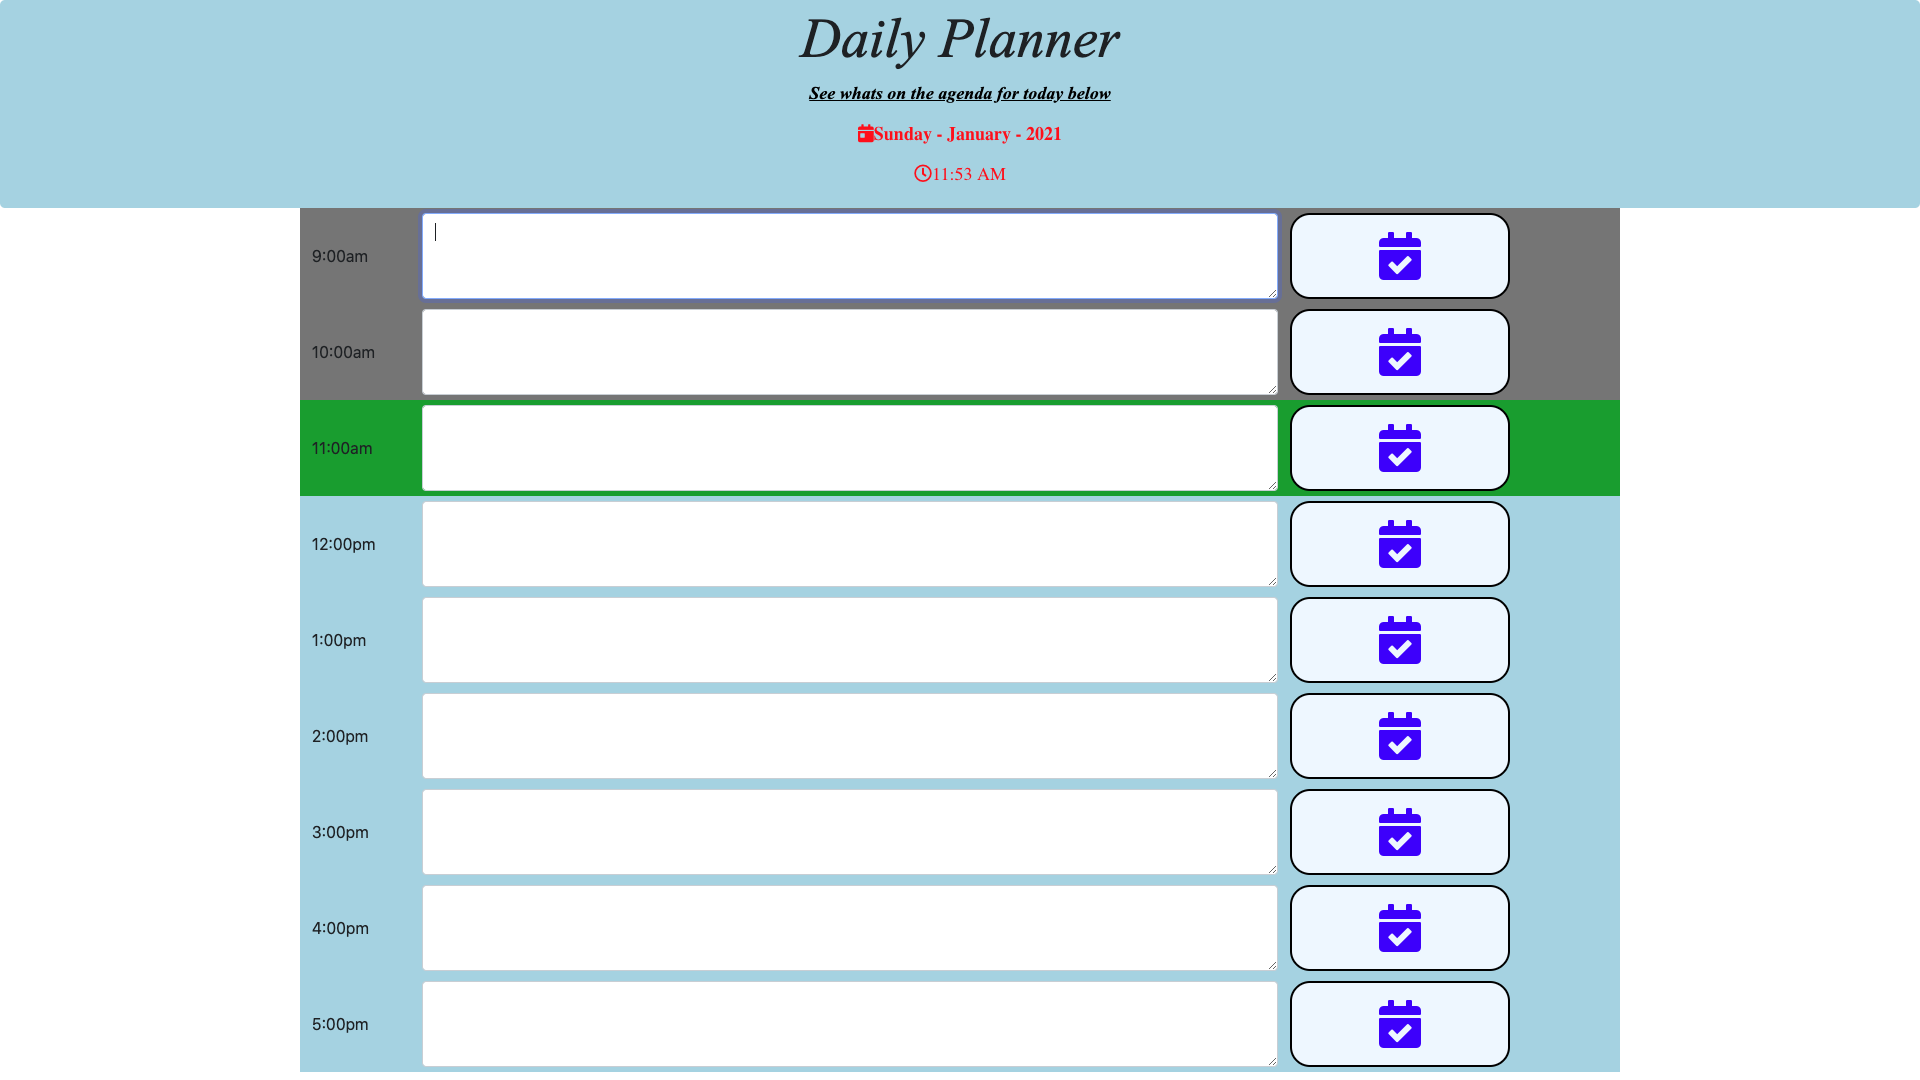 Daily Planner
See whats on the agenda for today below
Sunday - January - 2021
11:53 AM
9:00am
10:00am
11:00am
12:00pm
1:00pm
2:00pm
3:00pm
4:00pm
5:00pm